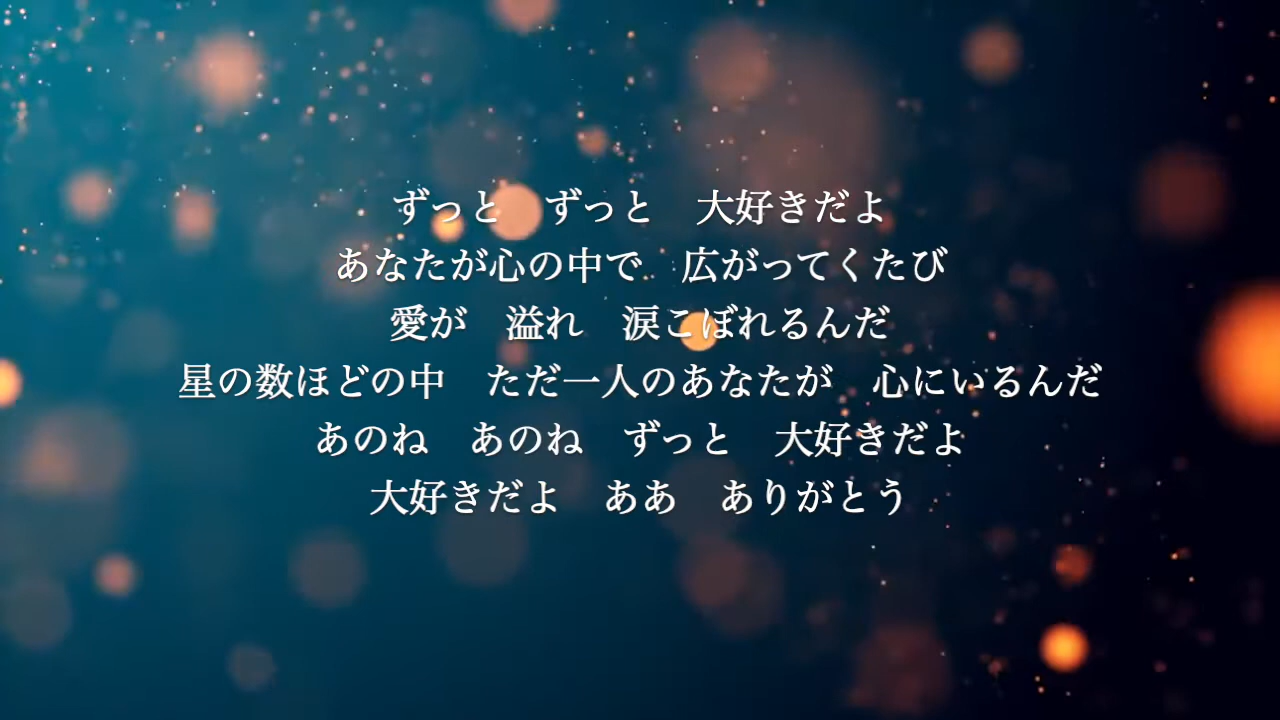 ずっと　ずっと　大好きだよ
あなたが心の中で　広がってくたび
愛が　溢れ　涙こぼれるんだ
星の数ほどの中　ただ一人のあなたが　心にいるんだ
あのね　あのね　ずっと　大好きだよ
大好きだよ　ああ　ありがとう